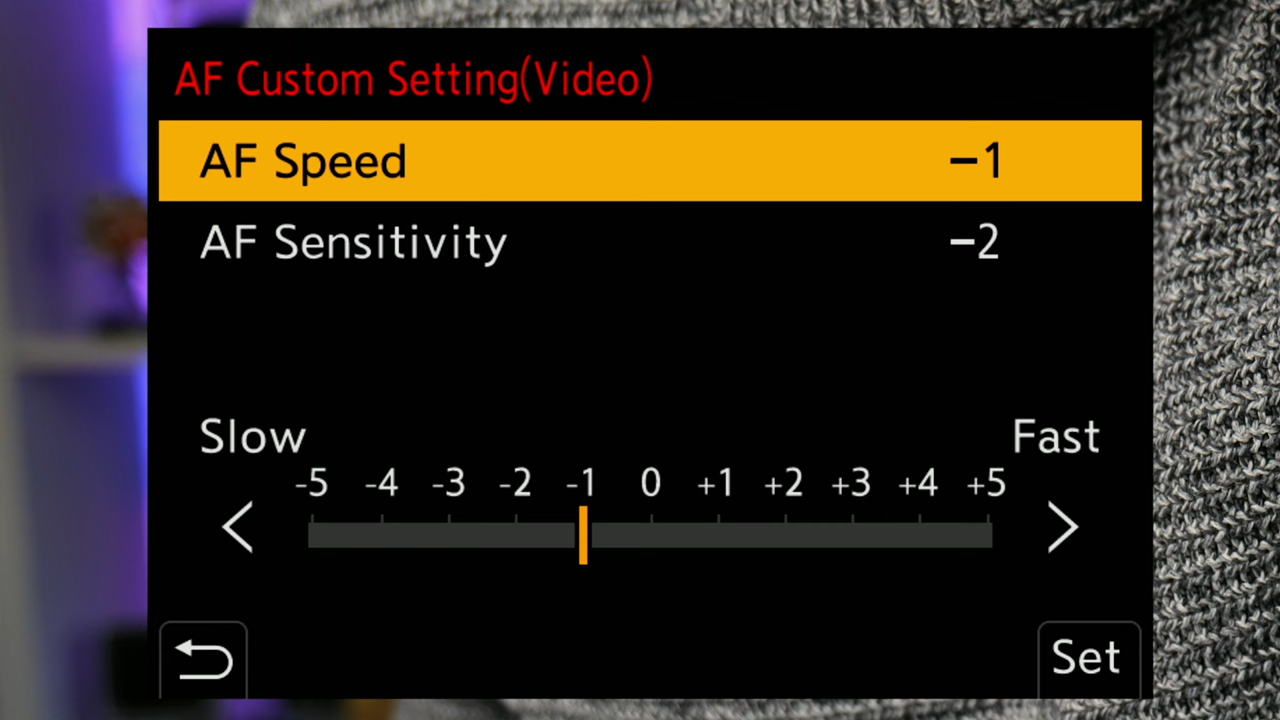 AF Custom Setting(Video)
AF Speed −1
AF Sensitivity −2
Slow Fast
-5 -4 -3 -2 -1 0 +1 +2 +3 +4 +5
Set